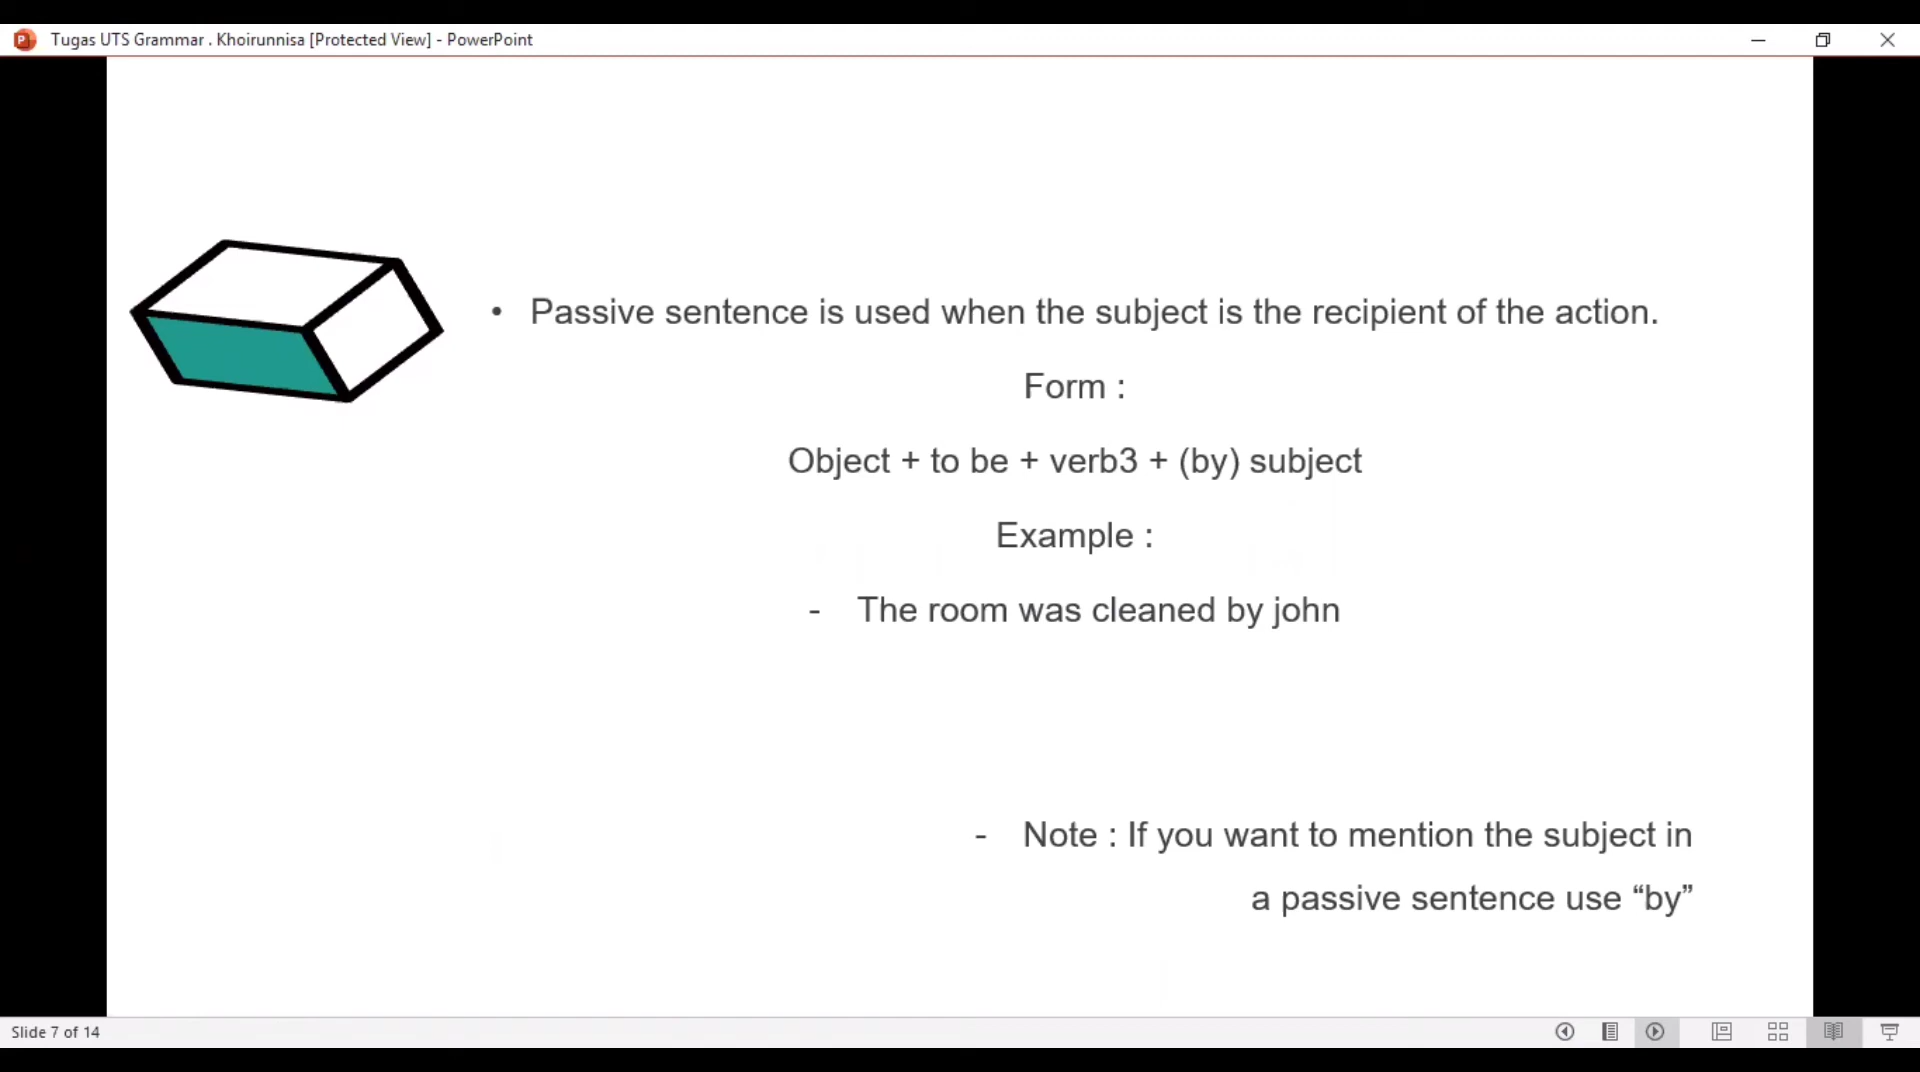 Tugas UTS Grammar . Khoirunnisa [Protected View] - PowerPoint
• Passive sentence is used when the subject is the recipient of the action.
Form :
Object + to be + verb3 + (by) subject
Example :
- The room was cleaned by john
- Note : If you want to mention the subject in
a passive sentence use “by”
Slide 7 of 14